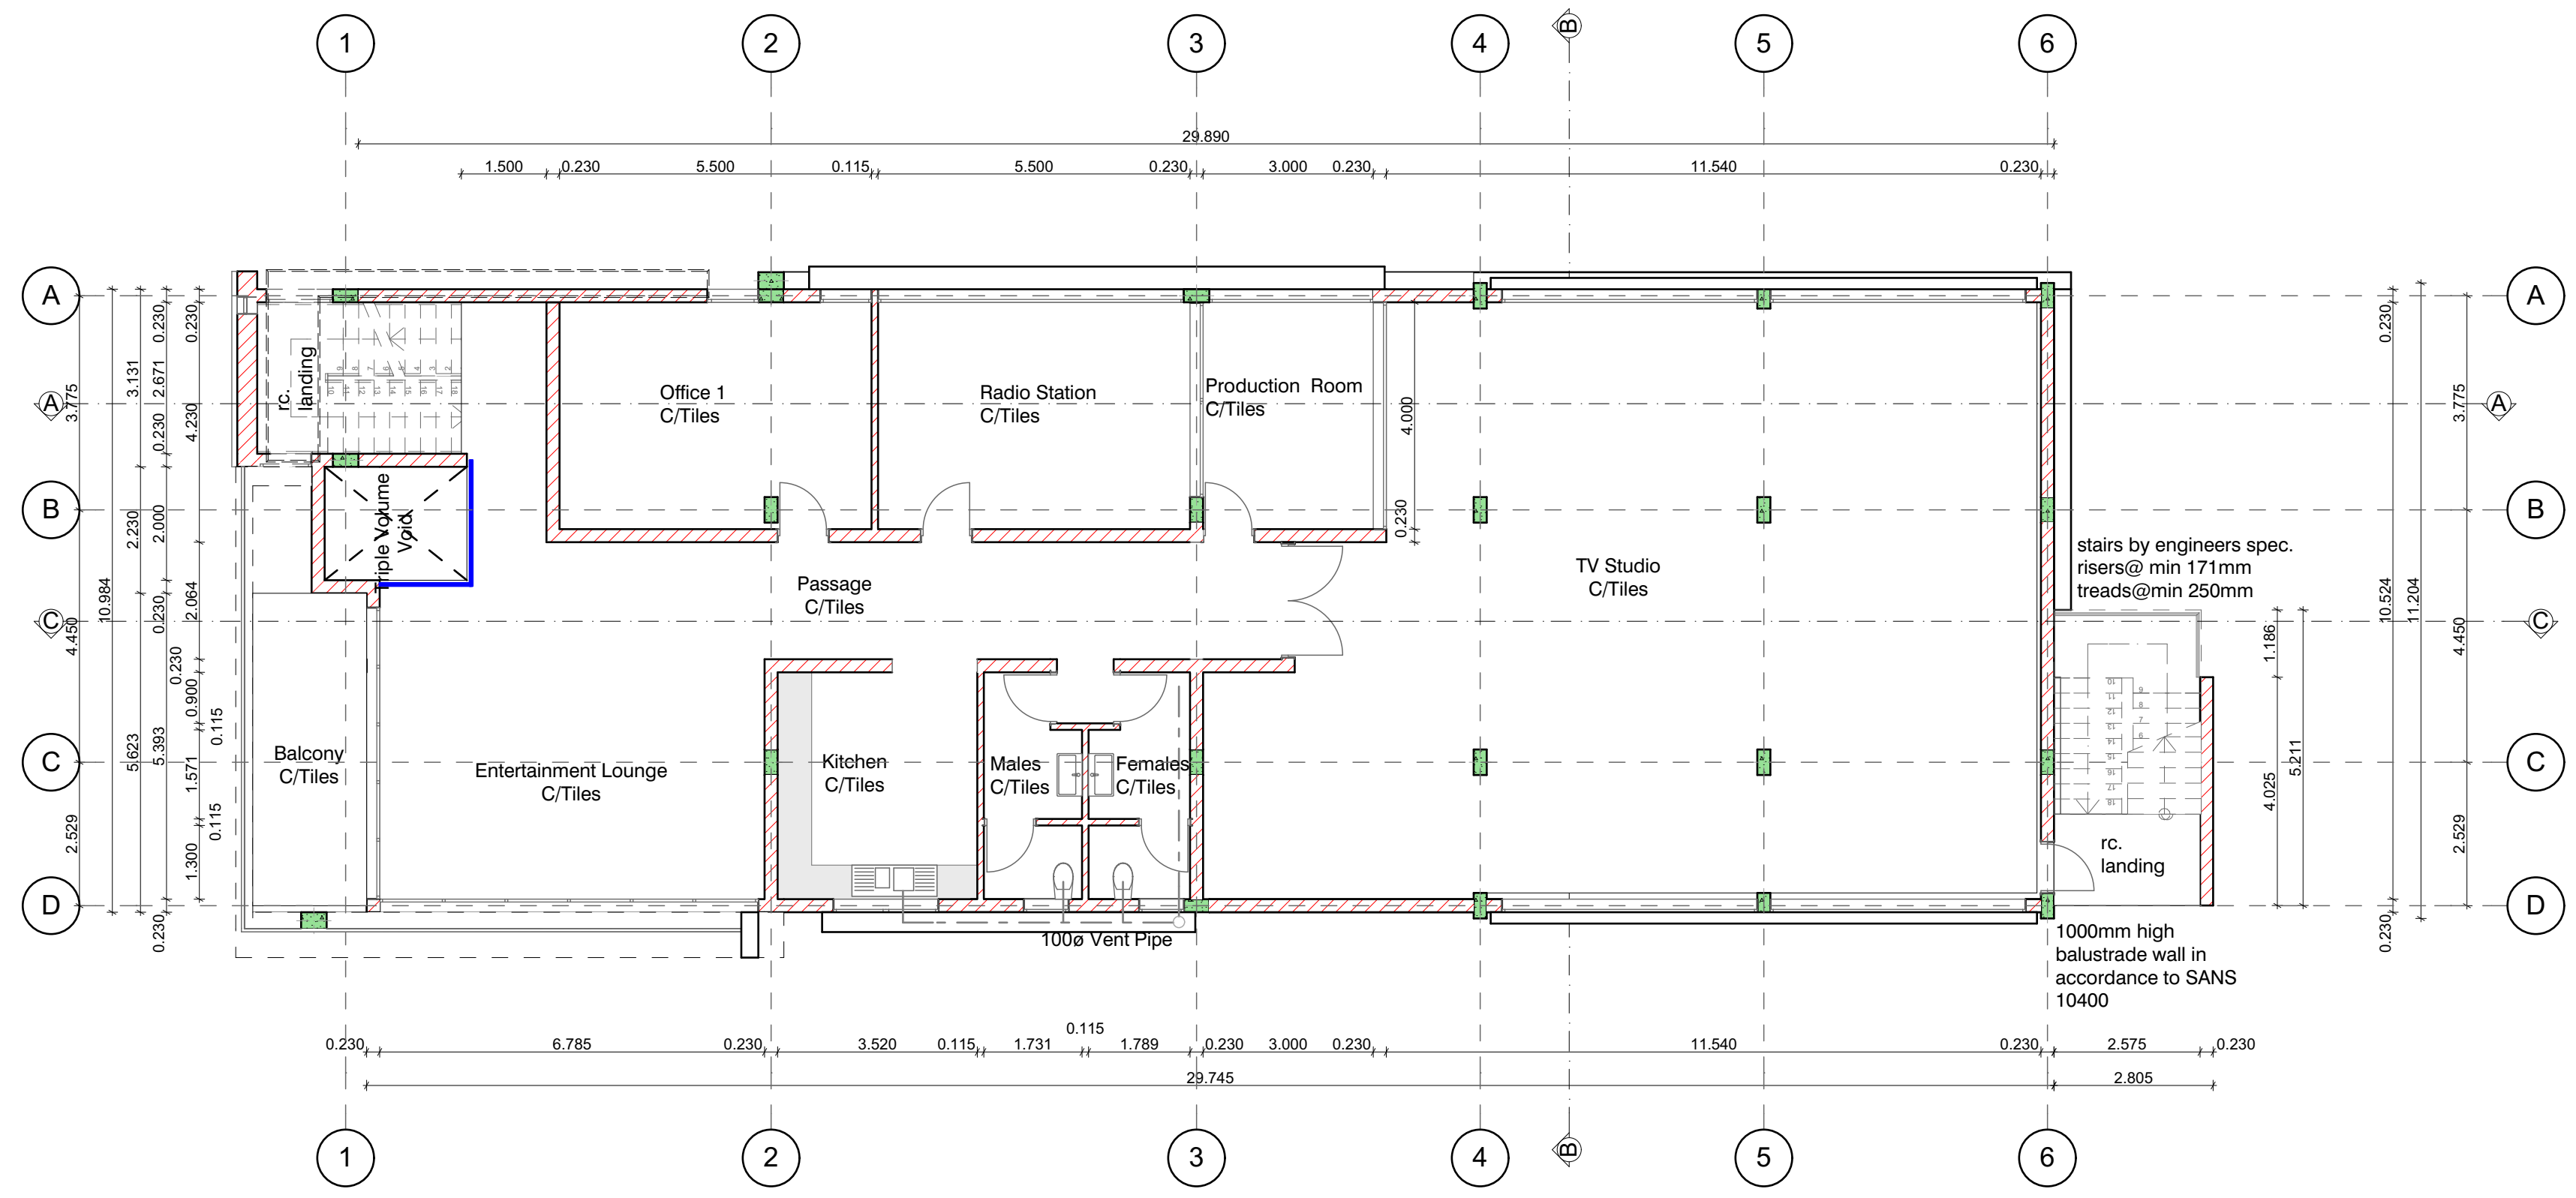 1
2
3
4
B
5
6
29.890
1.500
0.230
5.500
0.115
5.500
0.230
3.000
0.230
11.540
0.230
A
A
0.230
0.230
0.230
3.131
2.671
3.775
A
0.230
4.230
rc.
landing
Office 1
C/Tiles
Radio Station
C/Tiles
Production Room
C/Tiles
4.000
0.230
3.775
A
B
2.230
2.000
Triple Volume
Void
B
10.984
4.450
C
0.230
2.064
Passage
C/Tiles
TV Studio
C/Tiles
stairs by engineers spec.
risers@ min 171mm
treads@min 250mm
10.524
11.204
4.450
C
1.186
0.230
0.900
0.115
5.623
5.393
1.571
0.115
1.300
2.529
0.230
C
Balcony
C/Tiles
Entertainment Lounge
C/Tiles
Kitchen
C/Tiles
Males
C/Tiles
Females
C/Tiles
5.211
4.025
C
2.529
0.230
rc.
landing
D
D
100ø Vent Pipe
1000mm high
balustrade wall in
accordance to SANS
10400
0.230
6.785
0.230
3.520
0.115
1.731
0.115
1.789
0.230
3.000
0.230
11.540
0.230
2.575
0.230
29.745
2.805
1
2
3
4
B
5
6